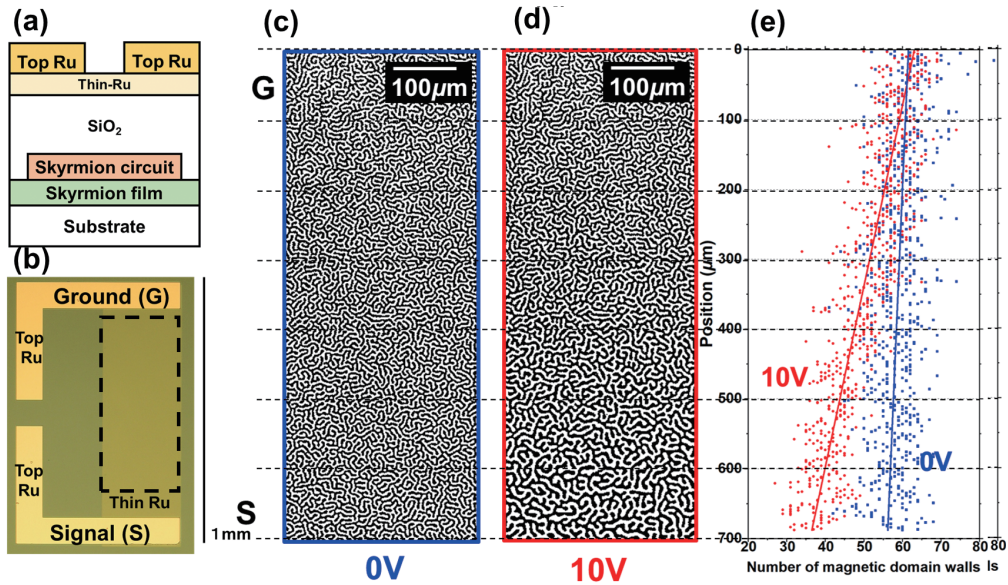 (a)
Top Ru
Top Ru
Thin-Ru
SiO₂
Skyrmion circuit
Skyrmion film
Substrate
(b)
Ground (G)
Top
Ru
Top
Ru
Thin Ru
Signal (S)
1mm
(c)
G
S
100μm
0V
(d)
100μm
10V
(e)
Position (μm)
0
-100
-200
-300
-400
-500
-600
-700
10V
0V
20 30 40 50 60 70 80 80
Number of magnetic domain walls ls